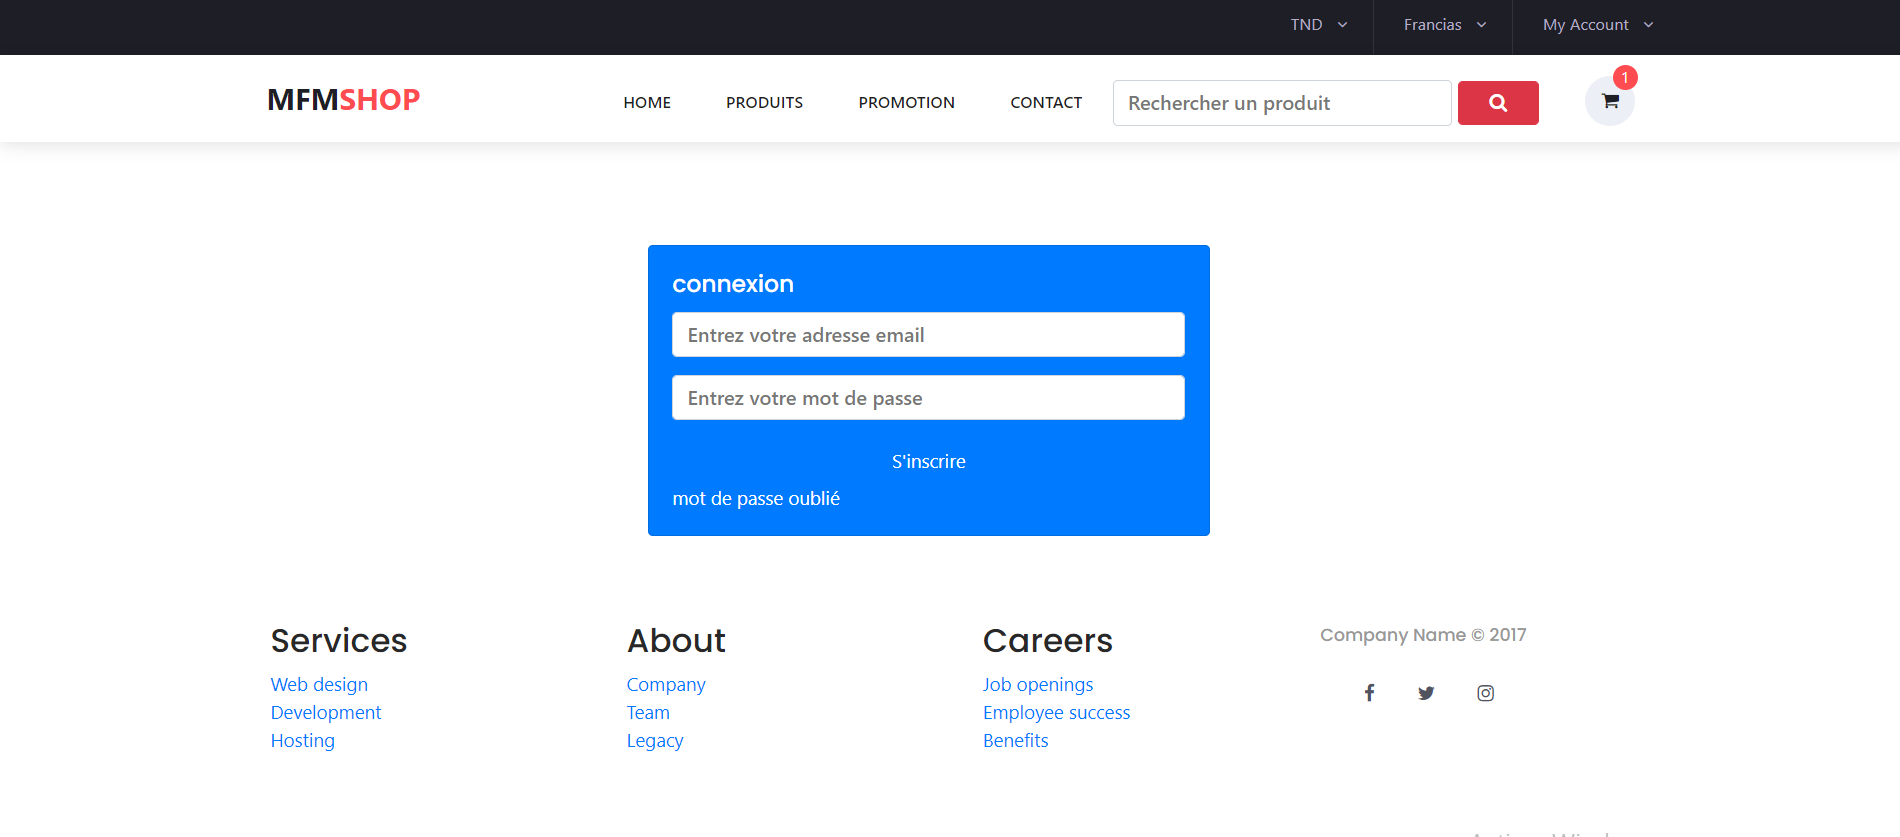 TND Francias My Account
MFMSHOP HOME PRODUITS PROMOTION CONTACT Rechercher un produit 1
connexion
Entrez votre adresse email
Entrez votre mot de passe
S'inscrire
mot de passe oublié
Services
Web design
Development
Hosting
About
Company
Team
Legacy
Careers
Job openings
Employee success
Benefits
Company Name © 2017